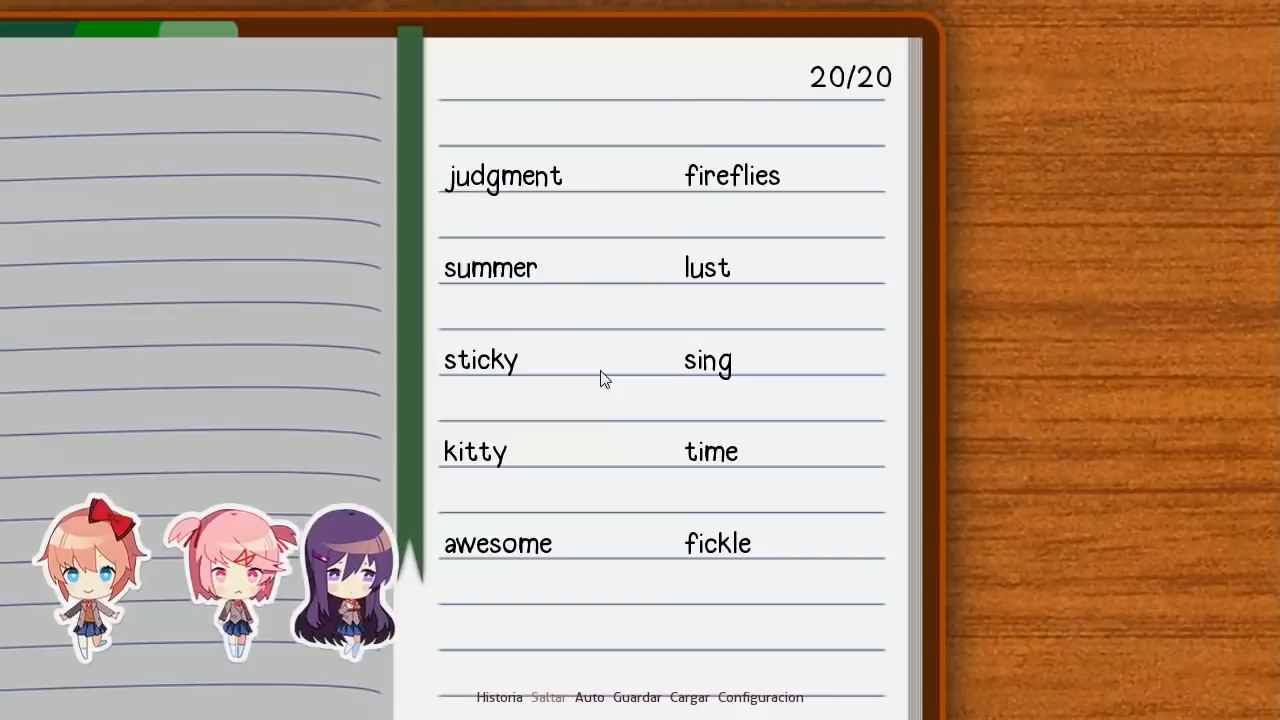 20/20
judgment fireflies
summer lust
sticky sing
kitty time
awesome fickle
Historia Saltar Auto Guardar Cargar Configuracion